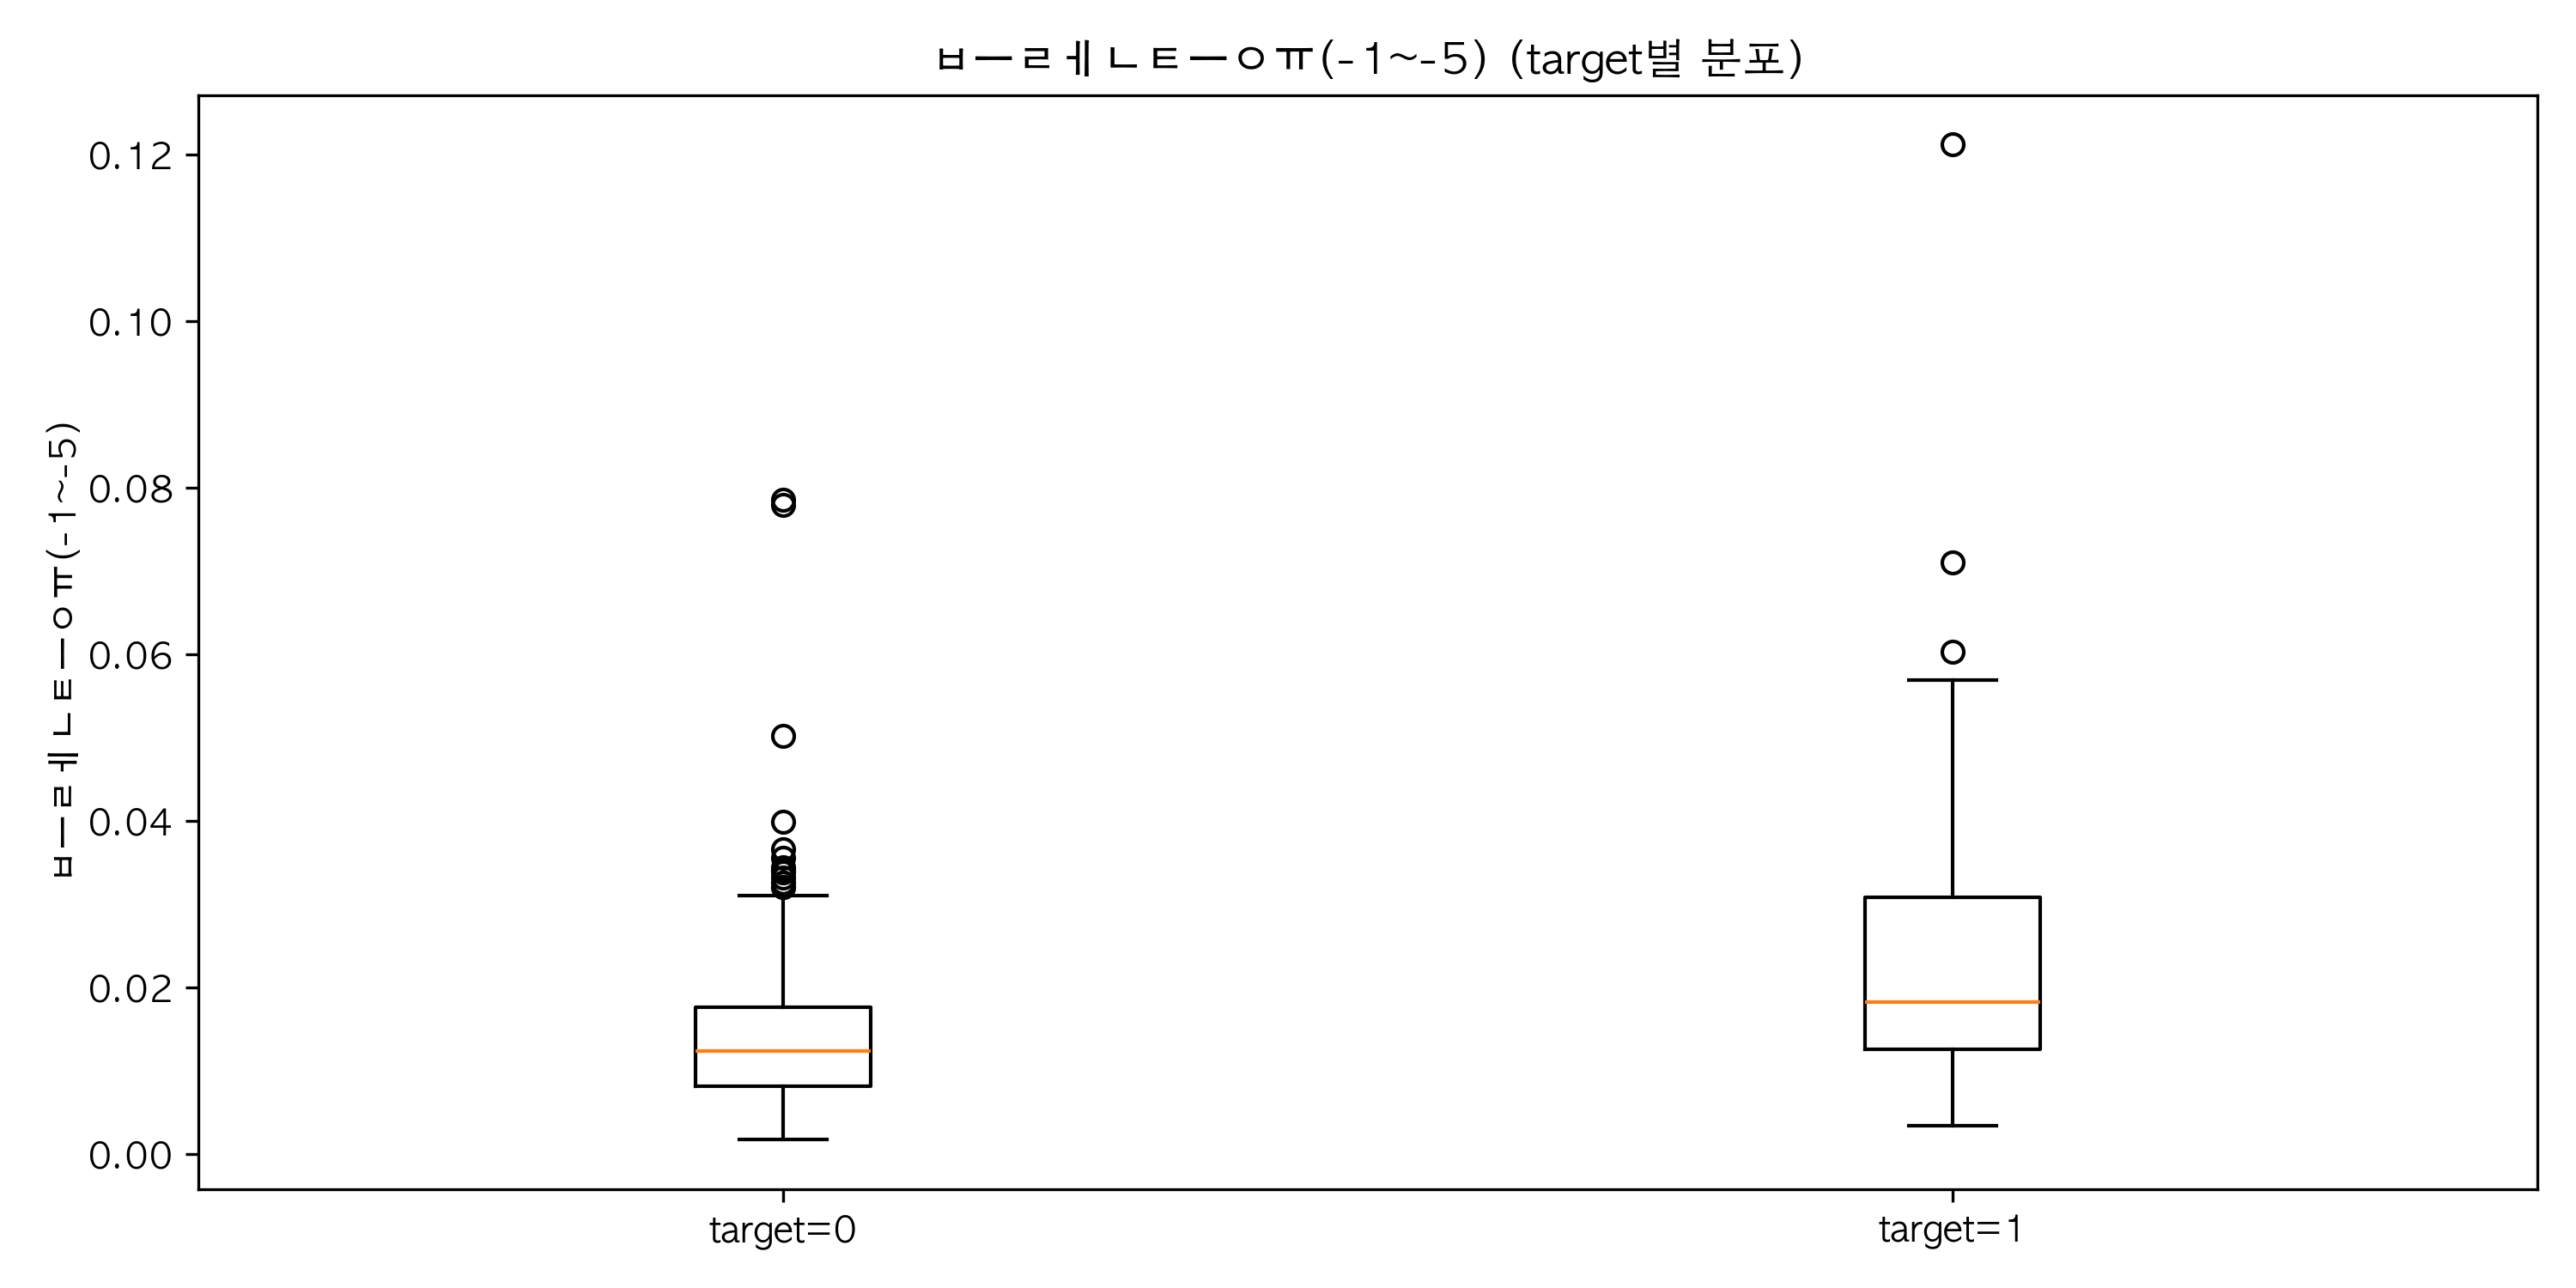 ㅂㅡㄹㅔㄴㅌㅡㅇㅠ(-1~-5) (target별 분포)
ㅂㅡㄹㅔㄴㅌㅡㅇㅠ(-1~-5)
0.12
0.10
0.08
0.06
0.04
0.02
0.00
target=0
target=1